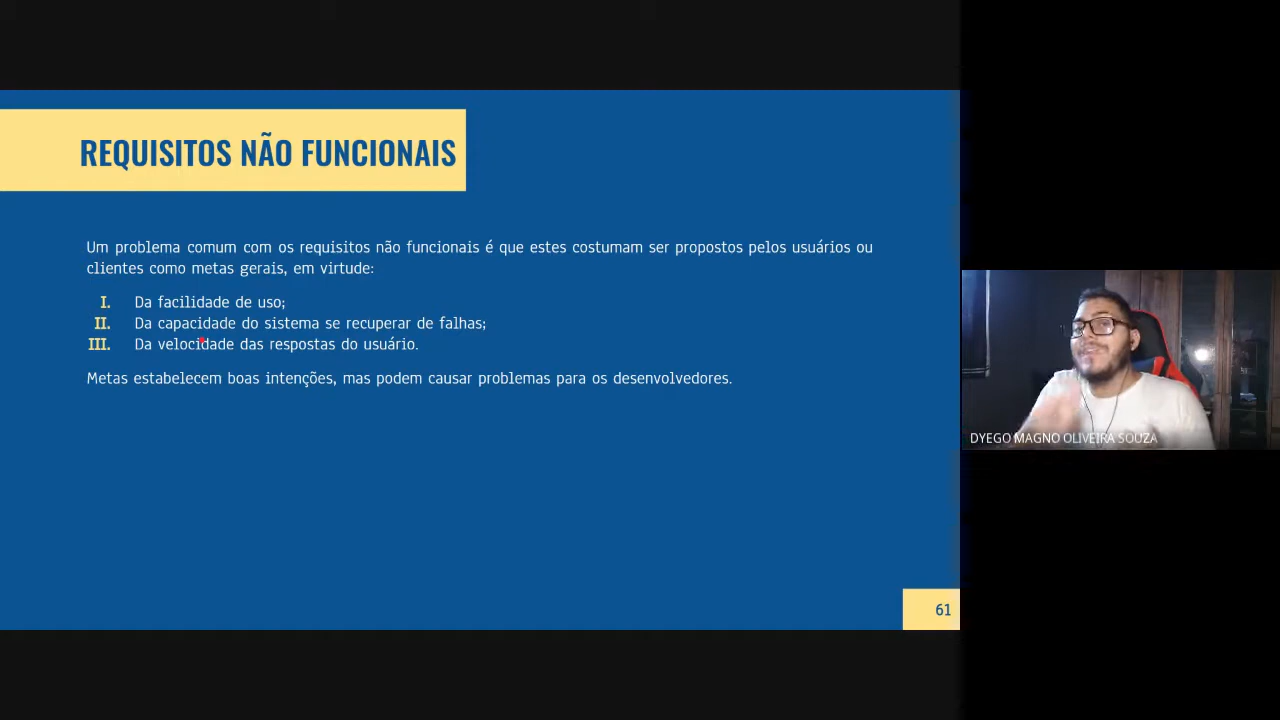 REQUISITOS NÃO FUNCIONAIS
Um problema comum com os requisitos não funcionais é que estes costumam ser propostos pelos usuários ou
clientes como metas gerais, em virtude:
I. Da facilidade de uso;
II. Da capacidade do sistema se recuperar de falhas;
III. Da velocidade das respostas do usuário.
Metas estabelecem boas intenções, mas podem causar problemas para os desenvolvedores.
61
DYEGO MAGNO OLIVEIRA SOUZA